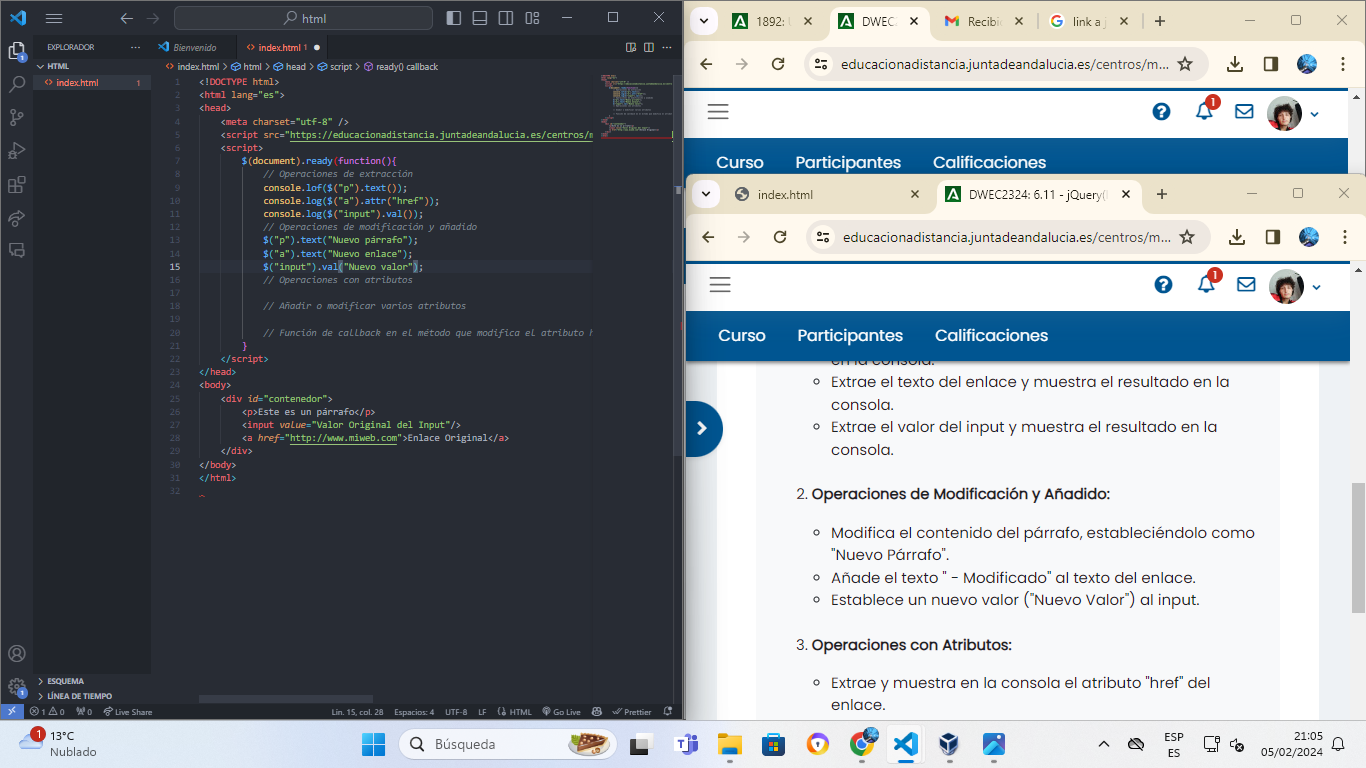 html
EXPLORADOR
HTML
index.html 1
ESQUEMA
LÍNEA DE TIEMPO
Bienvenido
index.html 1
index.html > html > head > script > ready() callback
1 <!DOCTYPE html>
2 <html lang="es">
3 <head>
4 <meta charset="utf-8" />
5 <script src="https://educacionadistancia.juntadeandalucia.es/centros/m
6 <script>
7 $(document).ready(function(){
8 // Operaciones de extracción
9 console.lof($("p").text());
10 console.log($("a").attr("href"));
11 console.log($("input").val());
12 // Operaciones de modificación y añadido
13 $("p").text("Nuevo párrafo");
14 $("a").text("Nuevo enlace");
15 $("input").val("Nuevo valor");
16 // Operaciones con atributos
17
18 // Añadir o modificar varios atributos
19
20 // Función de callback en el método que modifica el atributo h
21 }
22 </script>
23 </head>
24 <body>
25 <div id="contenedor">
26 <p>Este es un párrafo</p>
27 <input value="Valor Original del Input"/>
28 <a href="http://www.miweb.com">Enlace Original</a>
29 </div>
30 </body>
31 </html>
32
1 0 0 Live Share Lín. 15, col. 28 Espacios: 4 UTF-8 LF HTML Go Live Prettier
1892: DWEC2 Recibi link a j
educacionadistancia.juntadeandalucia.es/centros/m...
1
Curso Participantes Calificaciones
index.html DWEC2324: 6.11 - jQuery(
educacionadistancia.juntadeandalucia.es/centros/m...
1
Curso Participantes Calificaciones
en la consola.
Extrae el texto del enlace y muestra el resultado en la
consola.
Extrae el valor del input y muestra el resultado en la
consola.
2. Operaciones de Modificación y Añadido:
Modifica el contenido del párrafo, estableciéndolo como
"Nuevo Párrafo".
Añade el texto " - Modificado" al texto del enlace.
Establece un nuevo valor ("Nuevo Valor") al input.
3. Operaciones con Atributos:
Extrae y muestra en la consola el atributo "href" del
enlace.
1
13°C
Nublado
Búsqueda
ESP
ES
21:05
05/02/2024